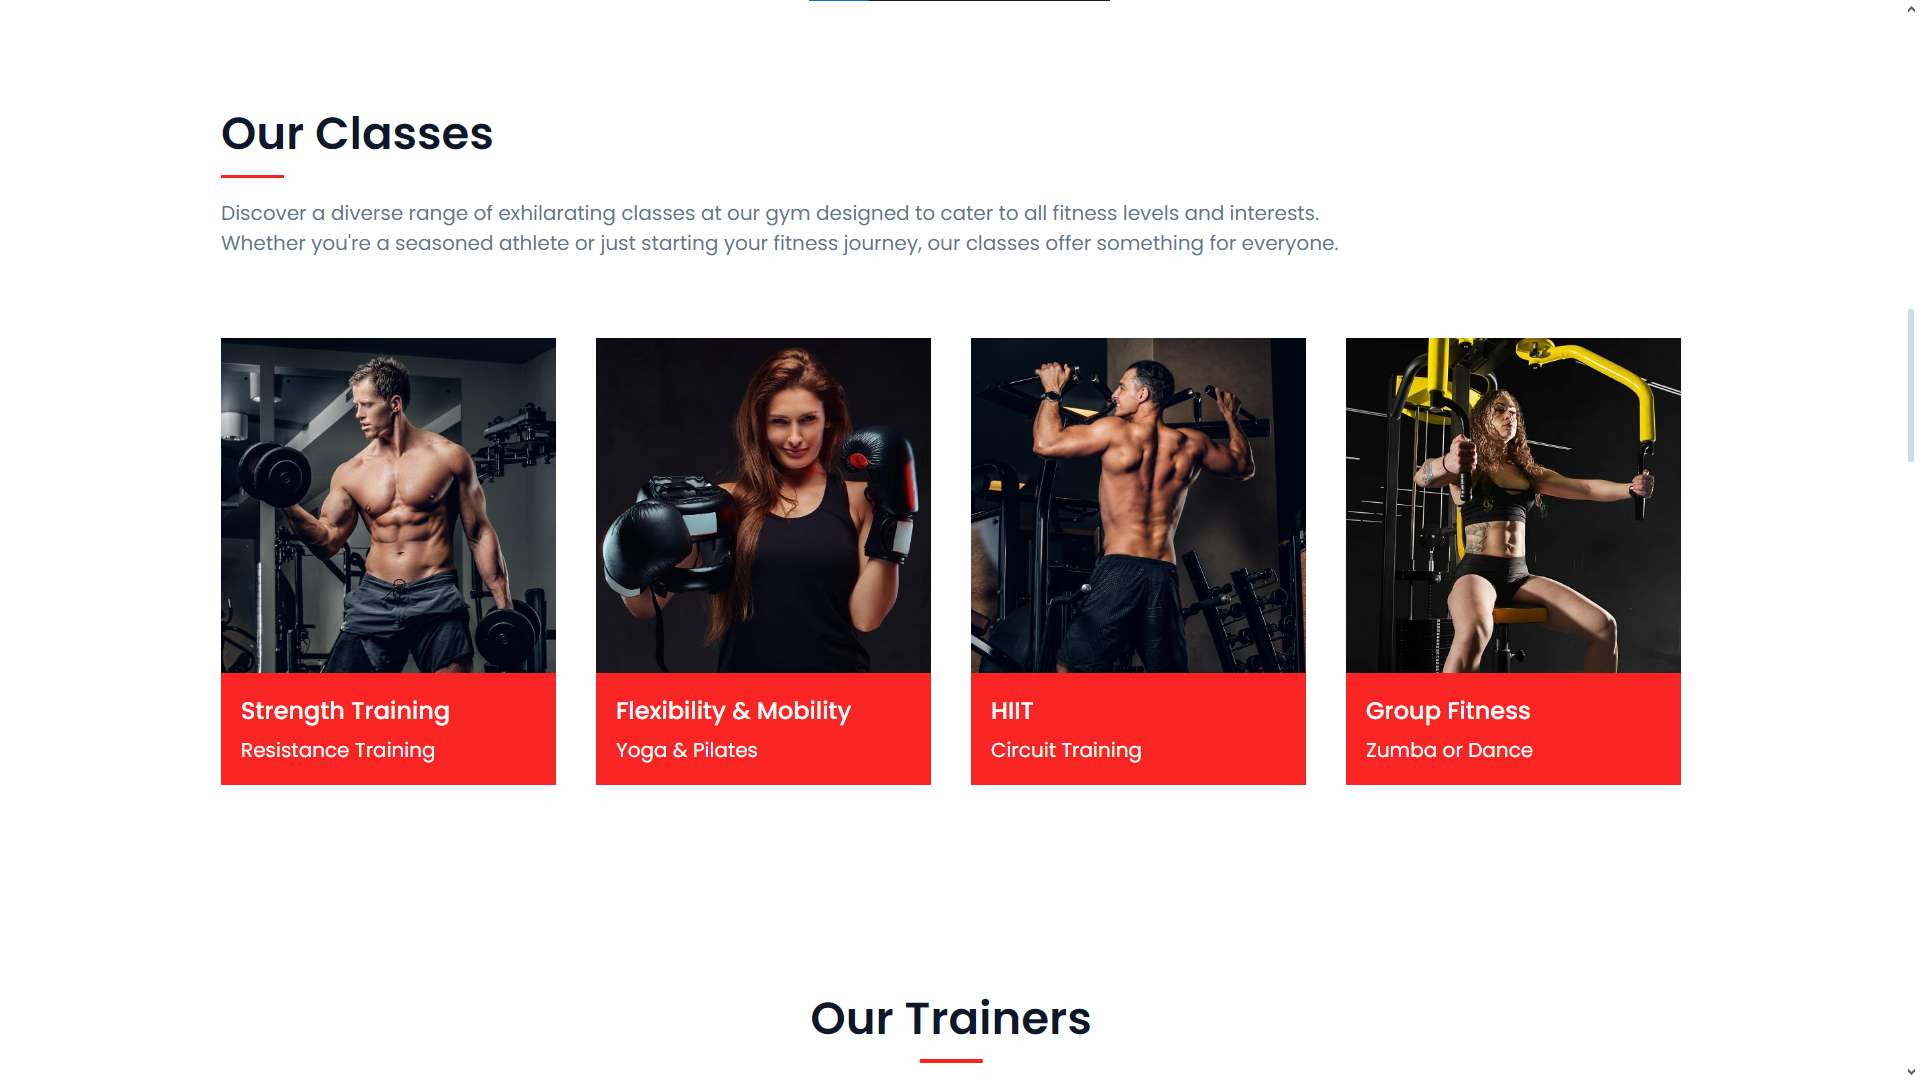 Our Classes
Discover a diverse range of exhilarating classes at our gym designed to cater to all fitness levels and interests.
Whether you're a seasoned athlete or just starting your fitness journey, our classes offer something for everyone.
Strength Training
Resistance Training
Flexibility & Mobility
Yoga & Pilates
HIIT
Circuit Training
Group Fitness
Zumba or Dance
Our Trainers